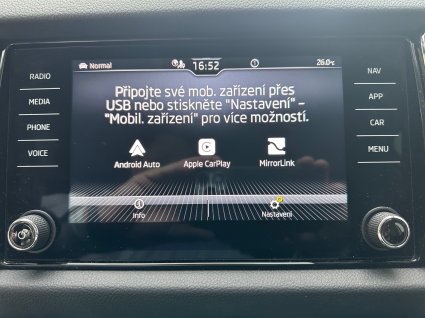 Normal 16:52 26.0°C
RADIO
MEDIA
PHONE
VOICE
Připojte své mob. zařízení přes
USB nebo stiskněte "Nastavení" –
"Mobil. zařízení" pro více možností.
Android Auto Apple CarPlay MirrorLink
Info Nastavení
NAV
APP
CAR
MENU